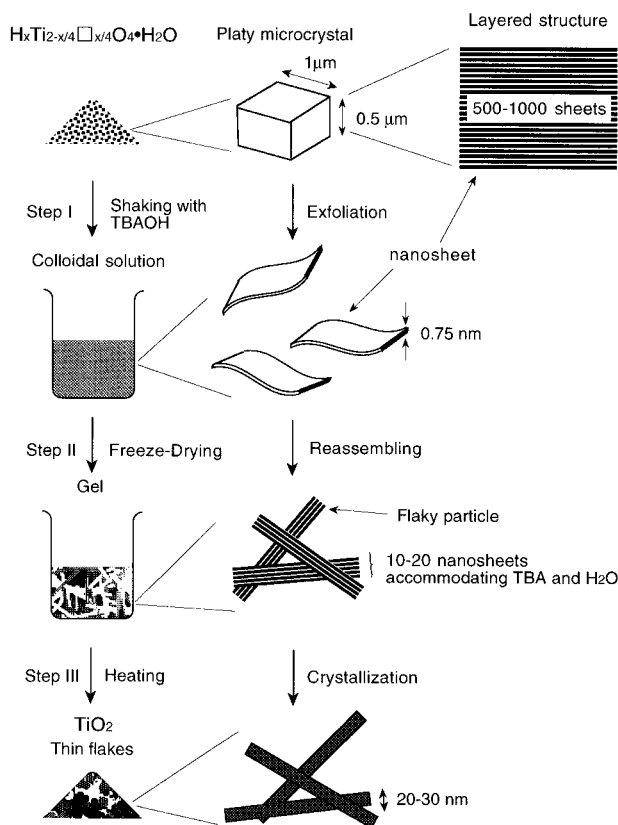 HxTi2-x/4□x/4O4•H2O
Platy microcrystal
Layered structure
1μm
0.5 μm
500-1000 sheets
Step I
Shaking with
TBAOH
Exfoliation
Colloidal solution
nanosheet
0.75 nm
Step II
Freeze-Drying
Reassembling
Gel
Flaky particle
10-20 nanosheets
accommodating TBA and H2O
Step III
Heating
Crystallization
TiO2
Thin flakes
20-30 nm